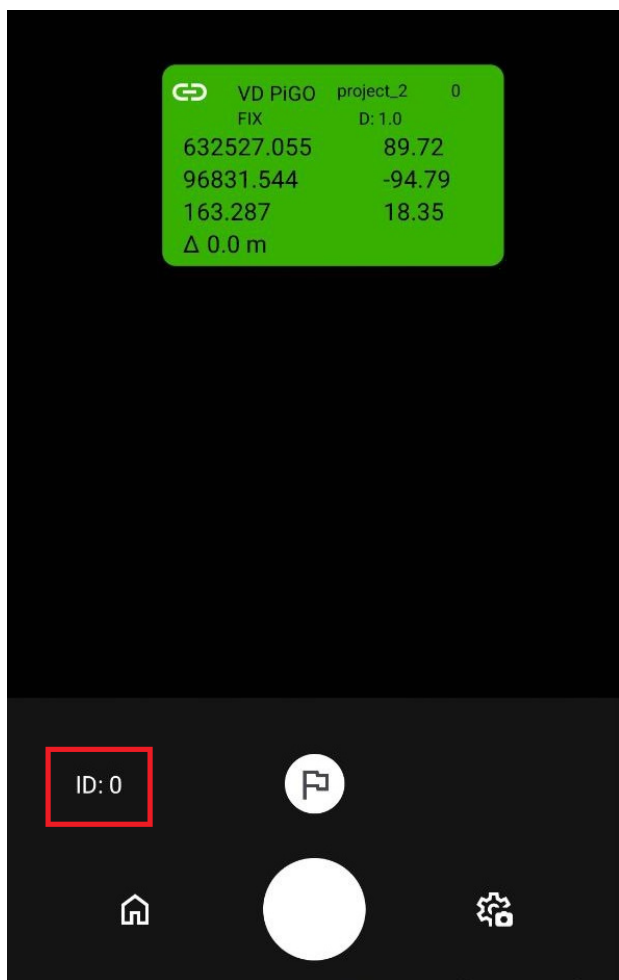 VD PiGO project_2 0
FIX D: 1.0
632527.055 89.72
96831.544 -94.79
163.287 18.35
Δ 0.0 m
ID: 0